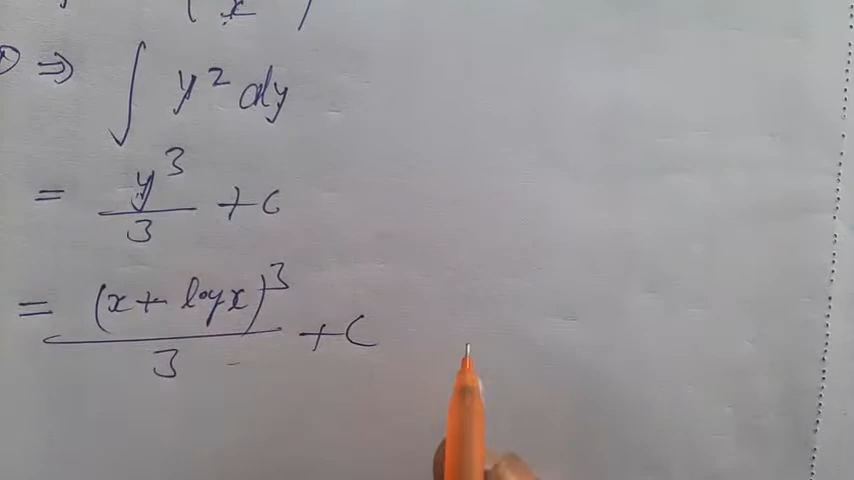 ( x )
⇒ ∫ y² dy
= y³/3 + C
= (x + log x)³/3 + C